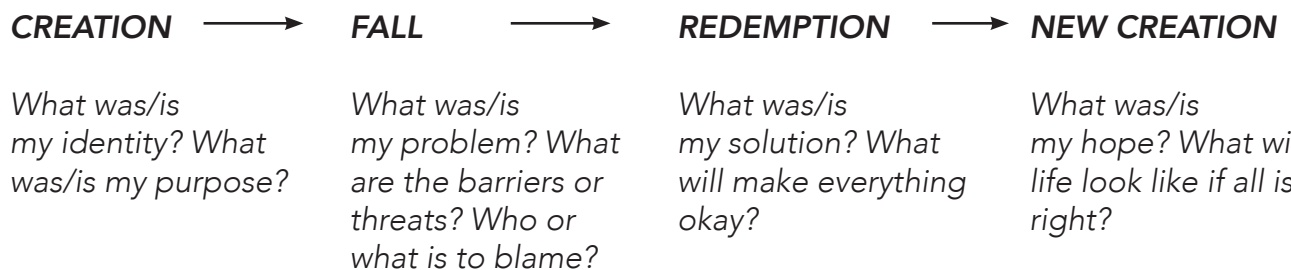 CREATION → FALL → REDEMPTION → NEW CREATION
What was/is
my identity? What
was/is my purpose?
What was/is
my problem? What
are the barriers or
threats? Who or
what is to blame?
What was/is
my solution? What
will make everything
okay?
What was/is
my hope? What
life look like if all
right?